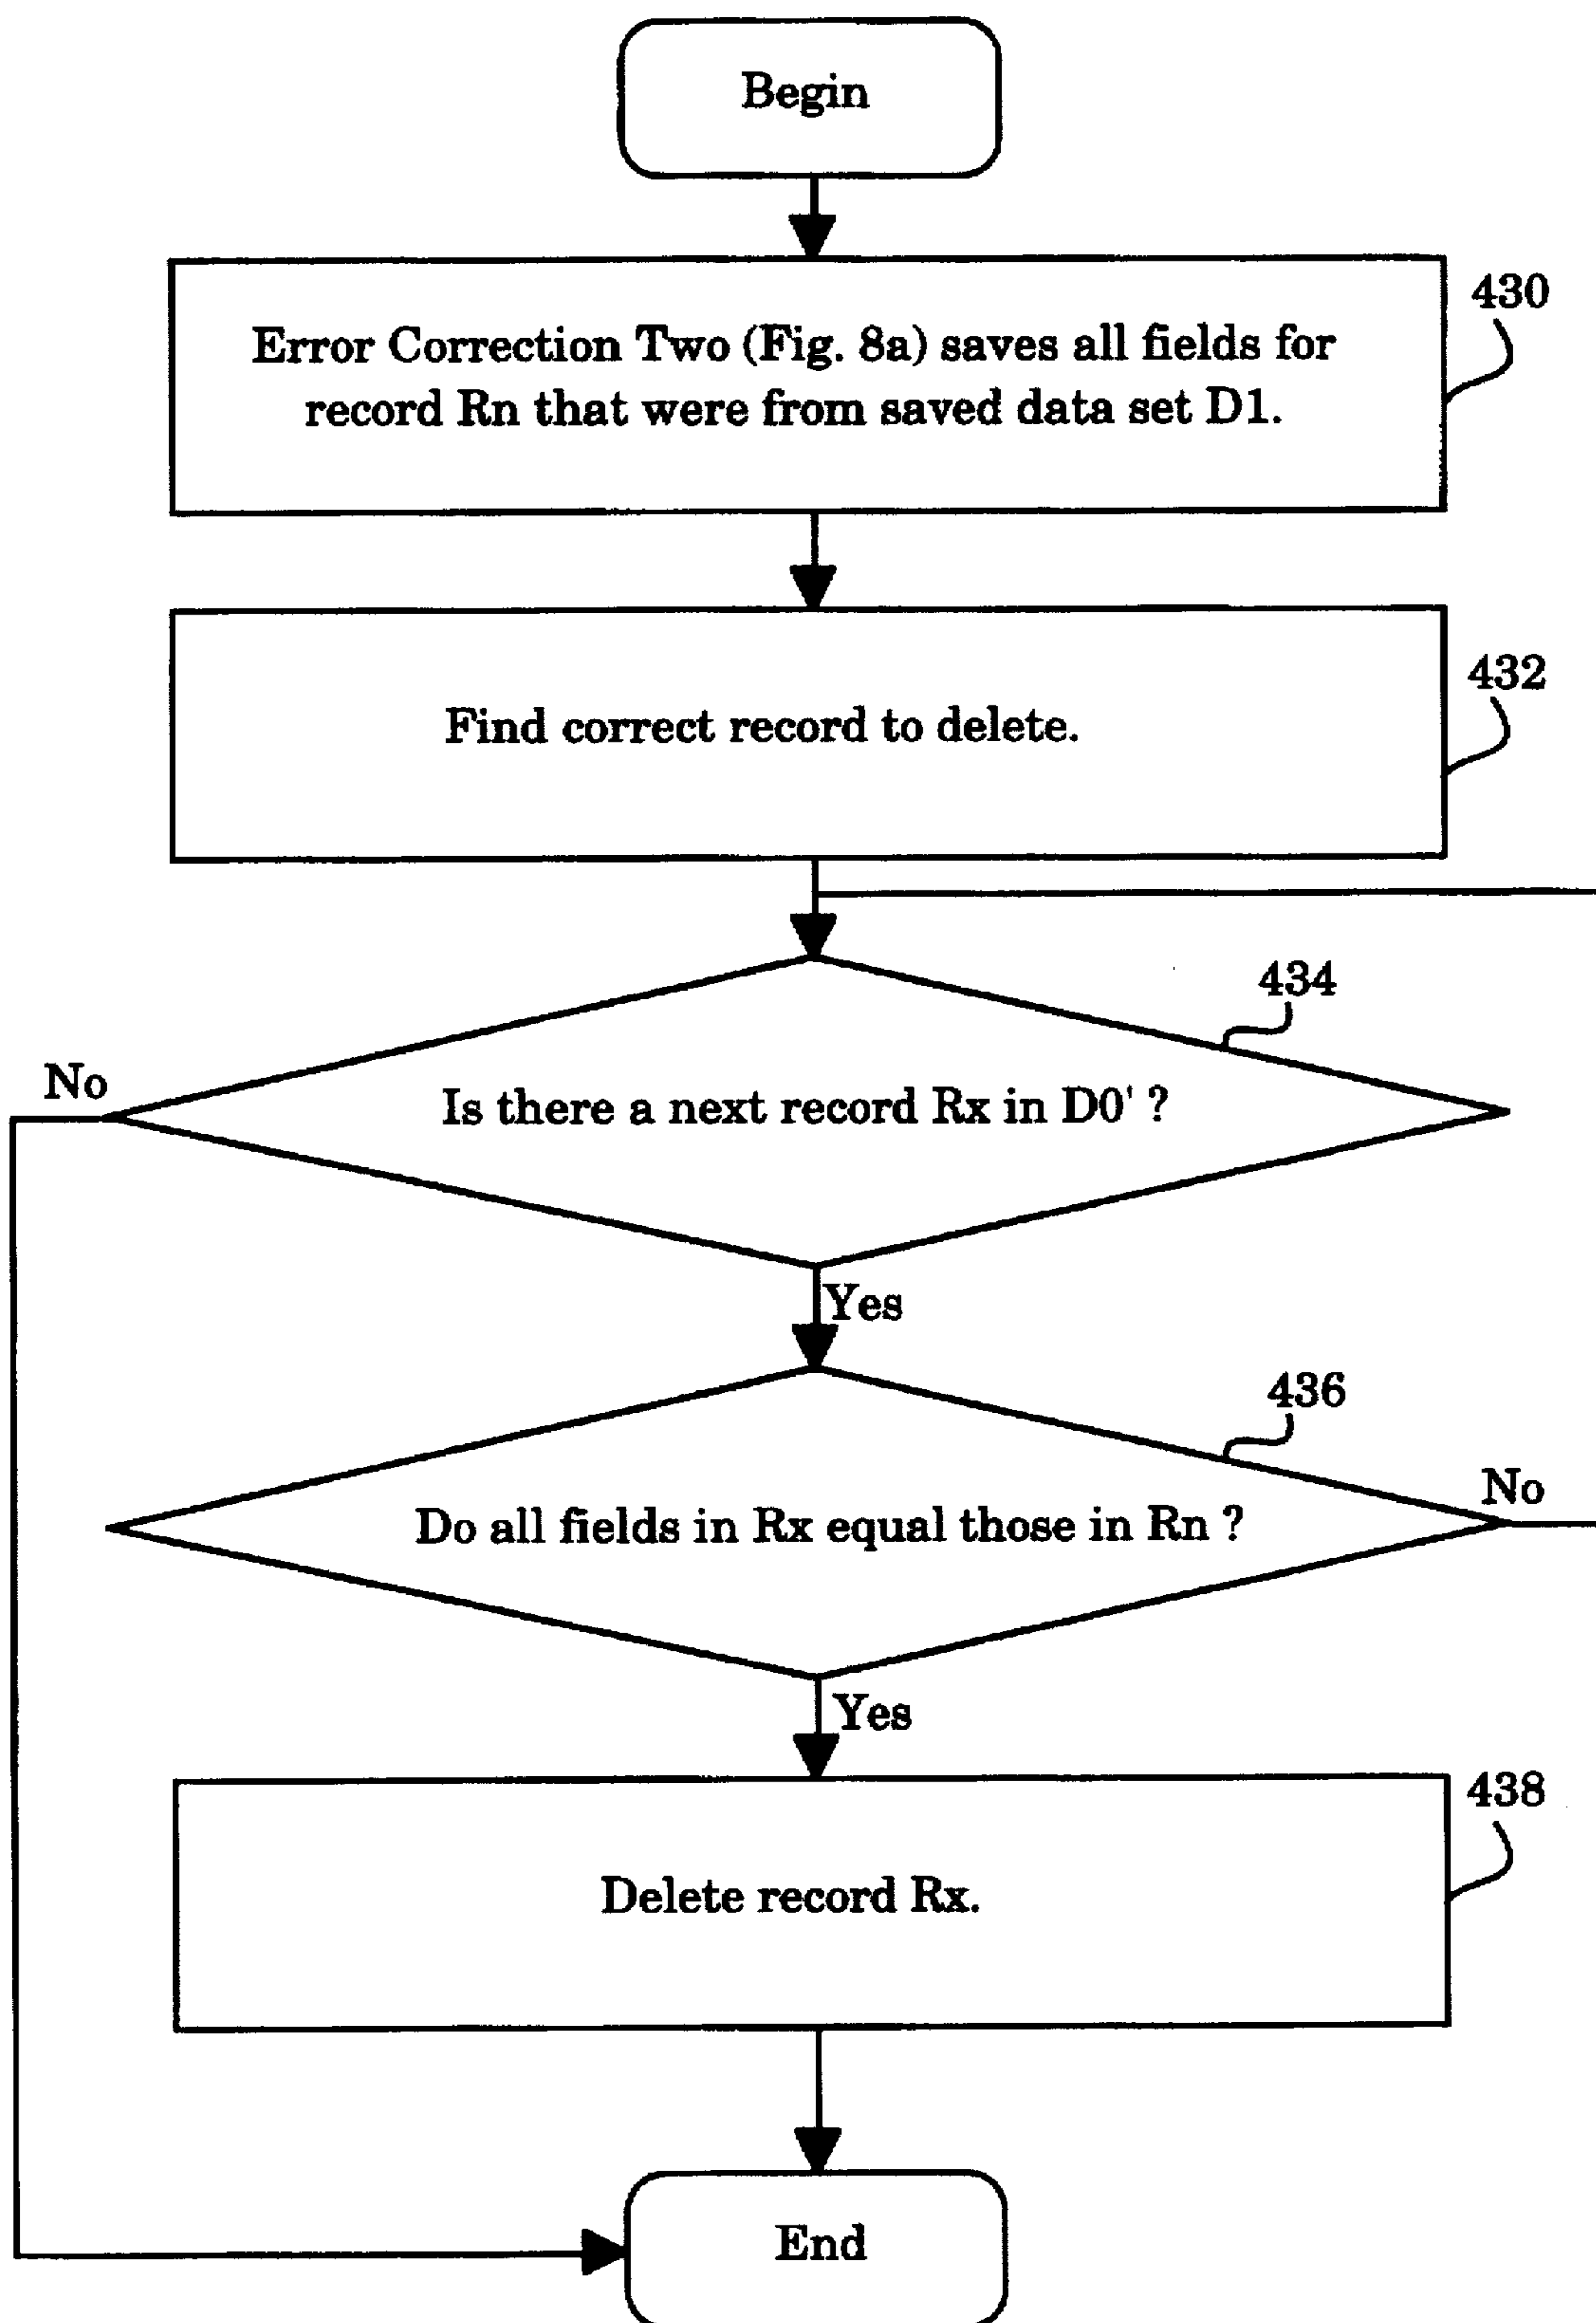 Begin
430
Error Correction Two (Fig. 8a) saves all fields for
record Rn that were from saved data set D1.
432
Find correct record to delete.
434
No
Is there a next record Rx in D0' ?
Yes
436
No
Do all fields in Rx equal those in Rn ?
Yes
438
Delete record Rx.
End